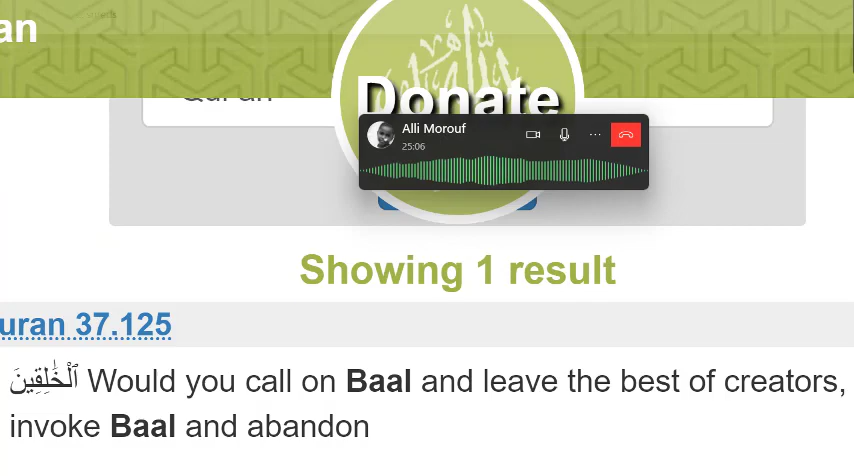 an
Donate
Alli Morouf
25:06
Showing 1 result
uran 37.125
ٱلْخَٰلِقِينَ Would you call on Baal and leave the best of creators,
invoke Baal and abandon